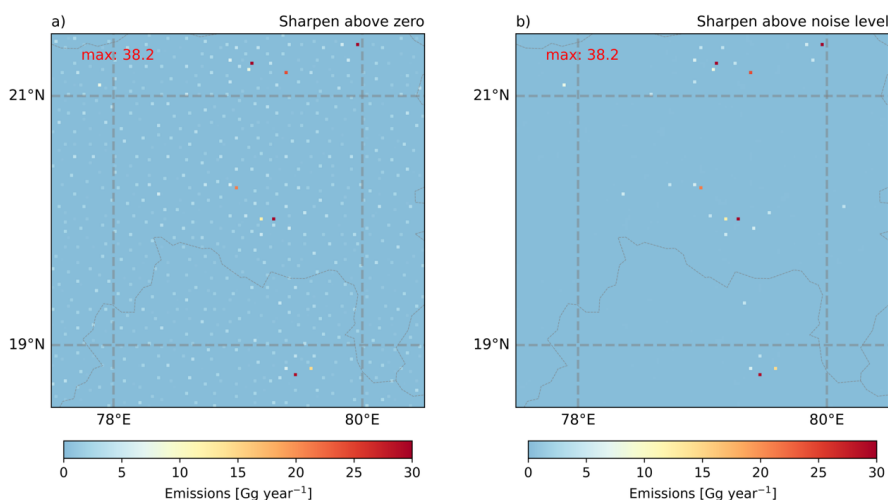 a) Sharpen above zero
max: 38.2
21°N
19°N
78°E 80°E
0 5 10 15 20 25 30
Emissions [Gg year⁻¹]
b) Sharpen above noise level
max: 38.2
21°N
19°N
78°E 80°E
0 5 10 15 20 25 30
Emissions [Gg year⁻¹]